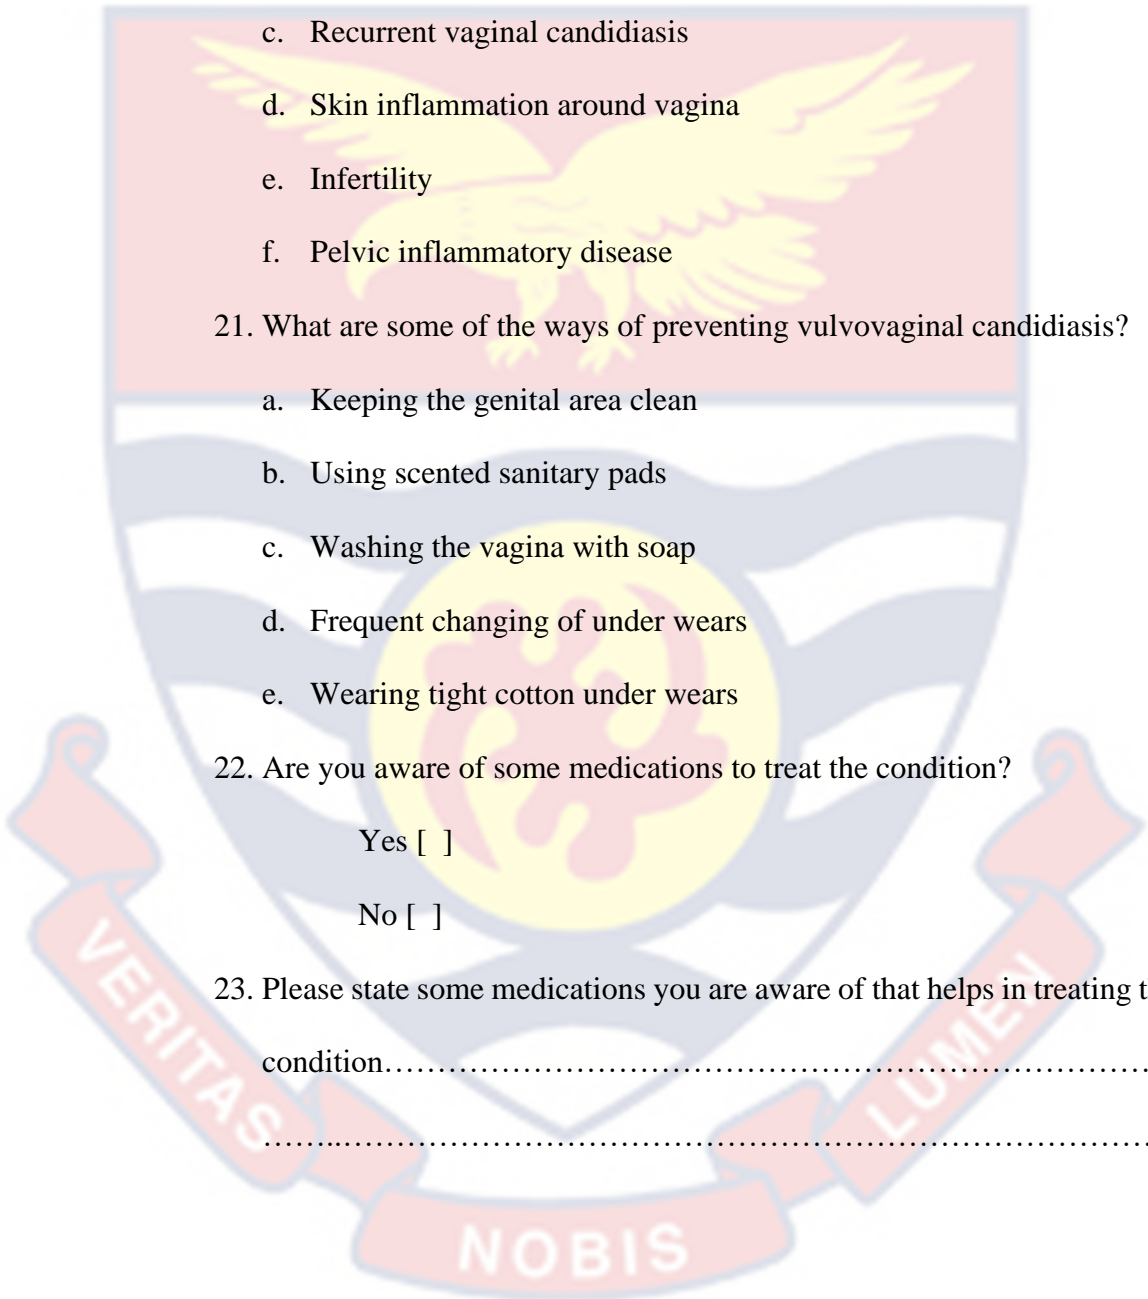 c. Recurrent vaginal candidiasis
d. Skin inflammation around vagina
e. Infertility
f. Pelvic inflammatory disease
21. What are some of the ways of preventing vulvovaginal candidiasis?
a. Keeping the genital area clean
b. Using scented sanitary pads
c. Washing the vagina with soap
d. Frequent changing of under wears
e. Wearing tight cotton under wears
22. Are you aware of some medications to treat the condition?
Yes [ ]
No [ ]
23. Please state some medications you are aware of that helps in treating t
condition……………………………………………………………
……..……………………………………………………………………
VERITAS
NOBIS
LUMEN